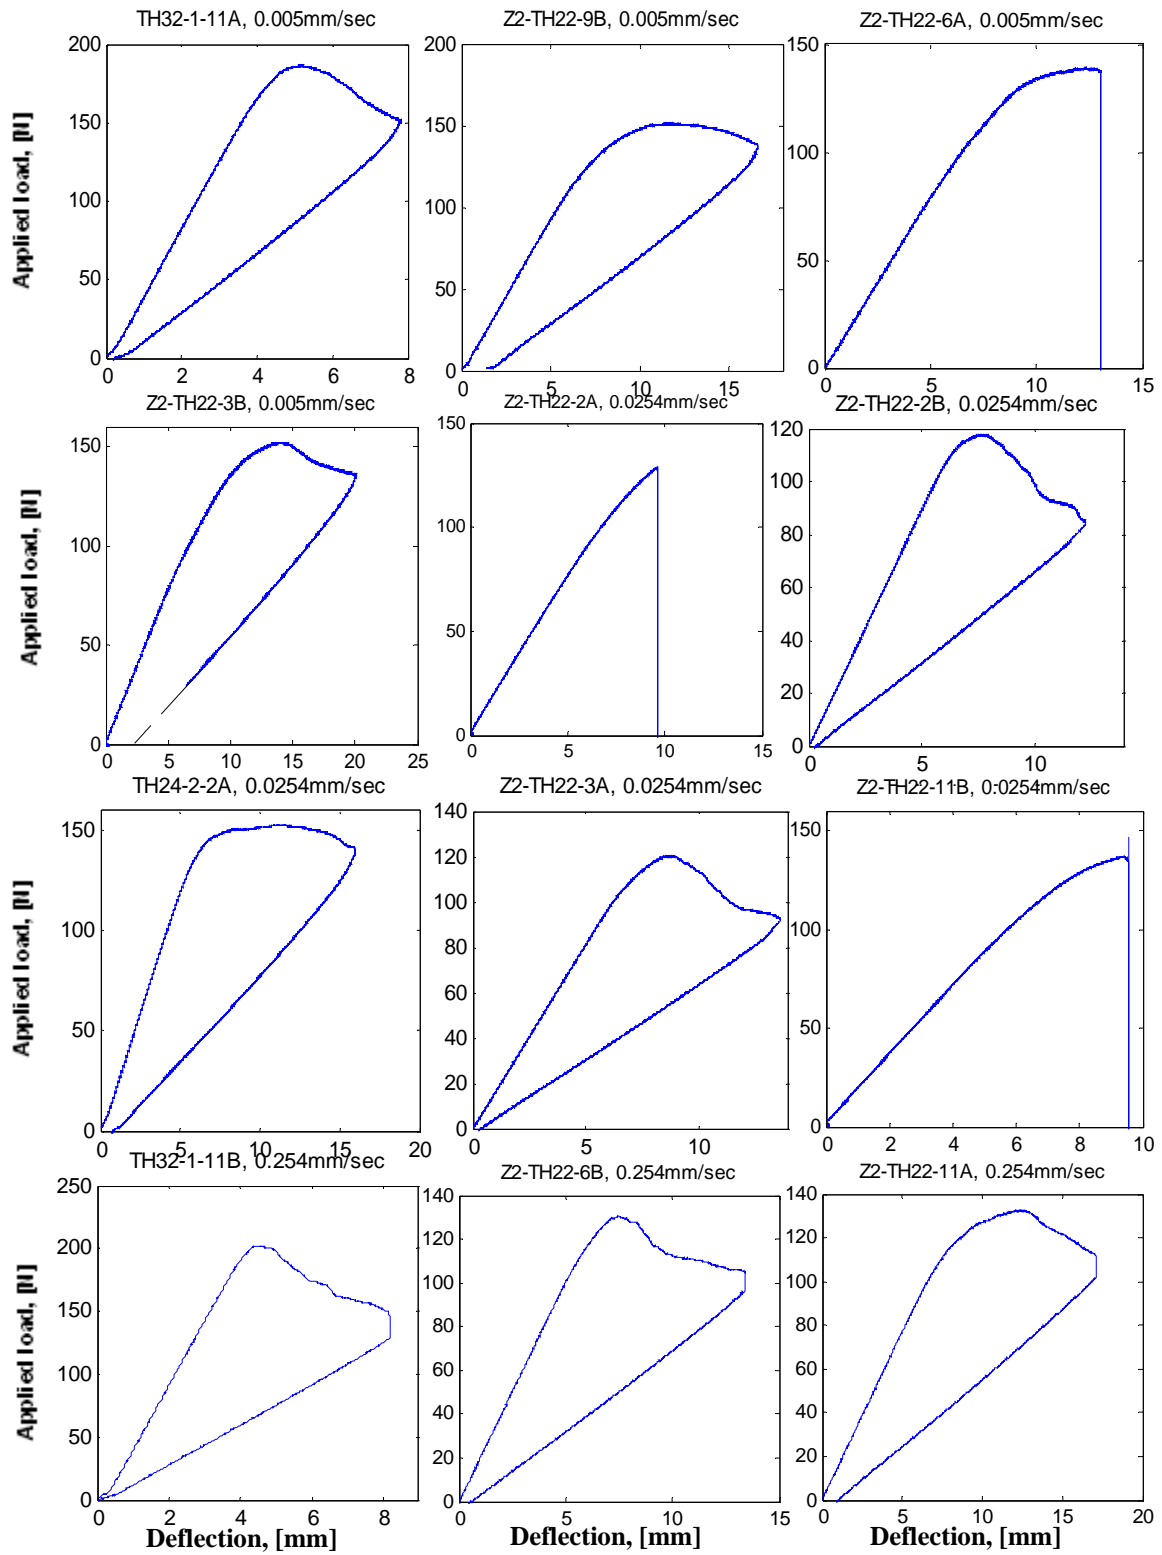 TH32-1-11A, 0.005mm/sec
Z2-TH22-9B, 0.005mm/sec
Z2-TH22-6A, 0.005mm/sec
200
150
100
50
0
0 2 4 6 8
200
150
100
50
0
0 5 10 15
150
100
50
0
0 5 10 15
Applied load, [N]
Z2-TH22-3B, 0.005mm/sec
Z2-TH22-2A, 0.0254mm/sec
Z2-TH22-2B, 0.0254mm/sec
150
100
50
0
0 5 10 15 20 25
150
100
50
0
0 5 10 15
120
100
80
60
40
20
0
0 5 10
Applied load, [N]
TH24-2-2A, 0.0254mm/sec
Z2-TH22-3A, 0.0254mm/sec
Z2-TH22-11B, 0.0254mm/sec
150
100
50
0
0 5 10 15 20
140
120
100
80
60
40
20
0
0 5 10
150
100
50
0
0 2 4 6 8 10
Applied load, [N]
TH32-1-11B, 0.254mm/sec
Z2-TH22-6B, 0.254mm/sec
Z2-TH22-11A, 0.254mm/sec
250
200
150
100
50
0
0 2 4 6 8
140
120
100
80
60
40
20
0
0 5 10 15
140
120
100
80
60
40
20
0
0 5 10 15 20
Applied load, [N]
Deflection, [mm]
Deflection, [mm]
Deflection, [mm]